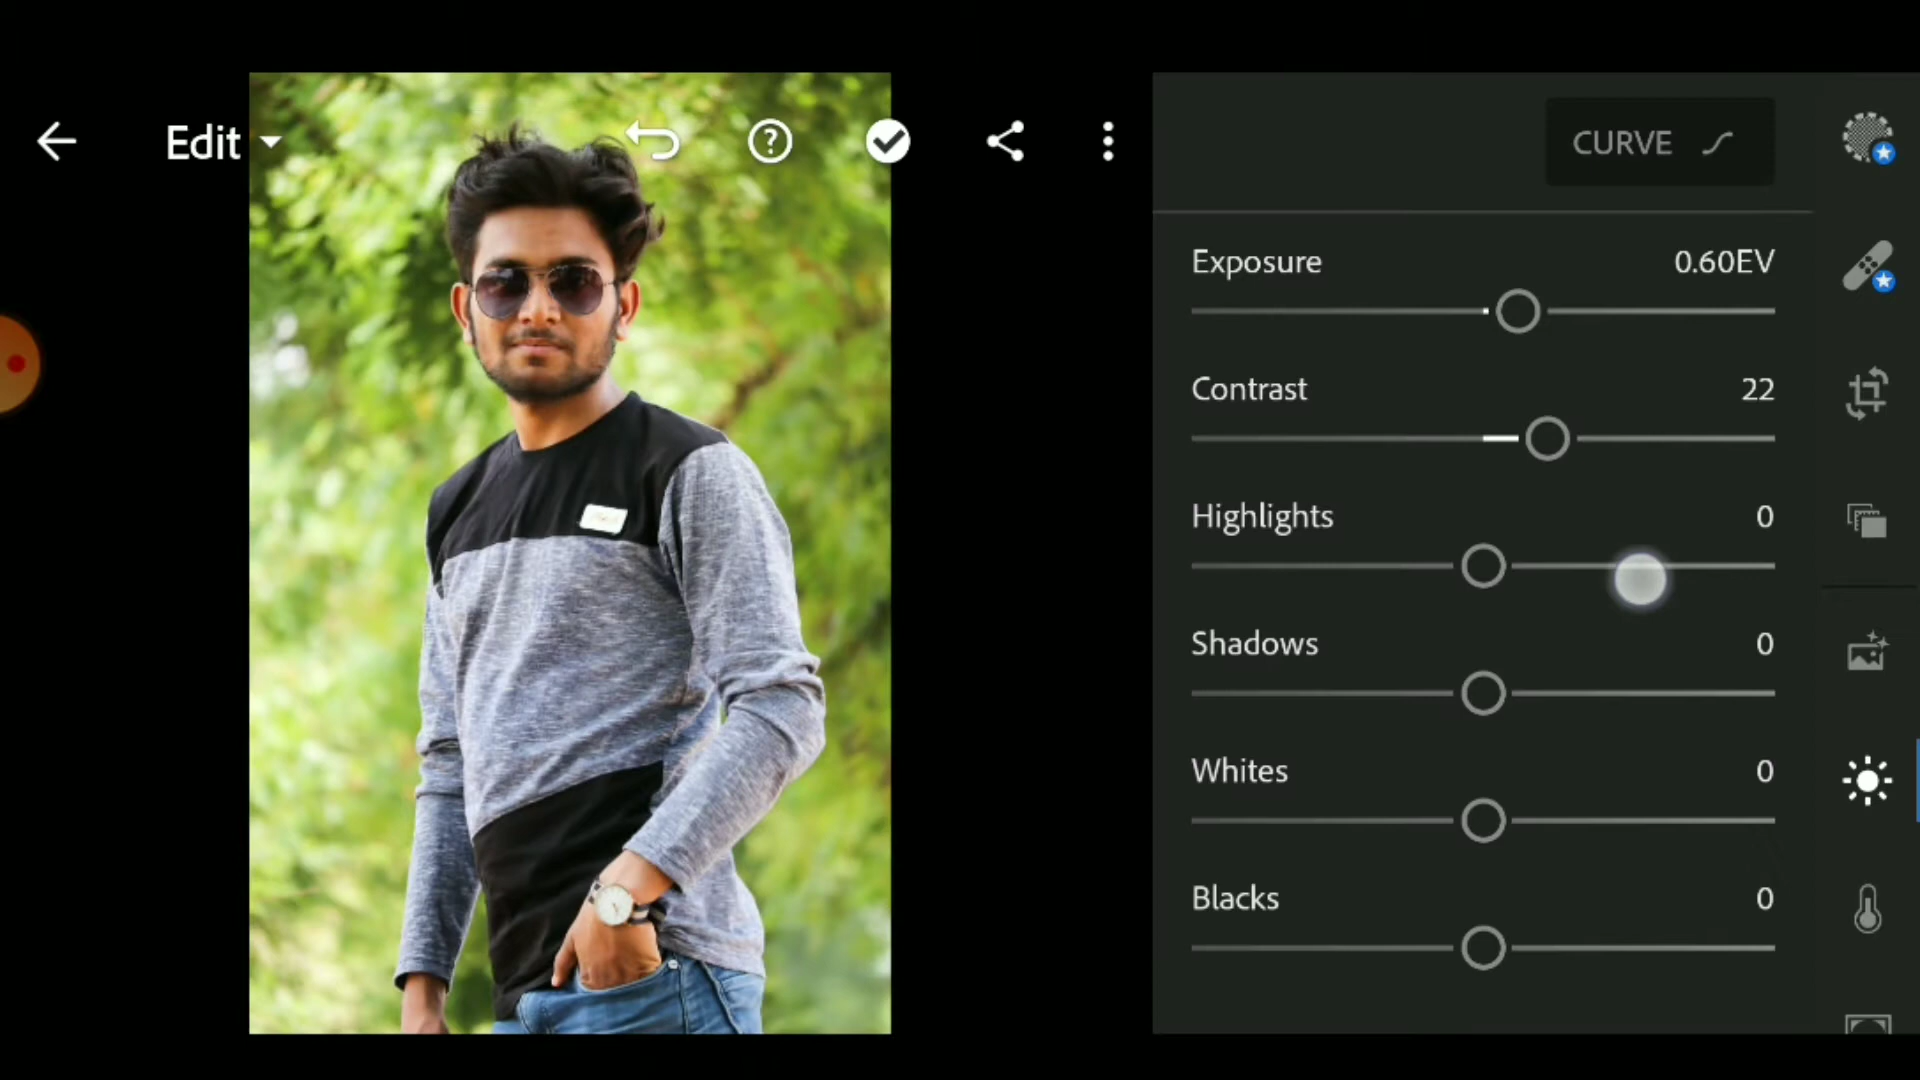 Edit
CURVE
Exposure 0.60EV
Contrast 22
Highlights 0
Shadows 0
Whites 0
Blacks 0